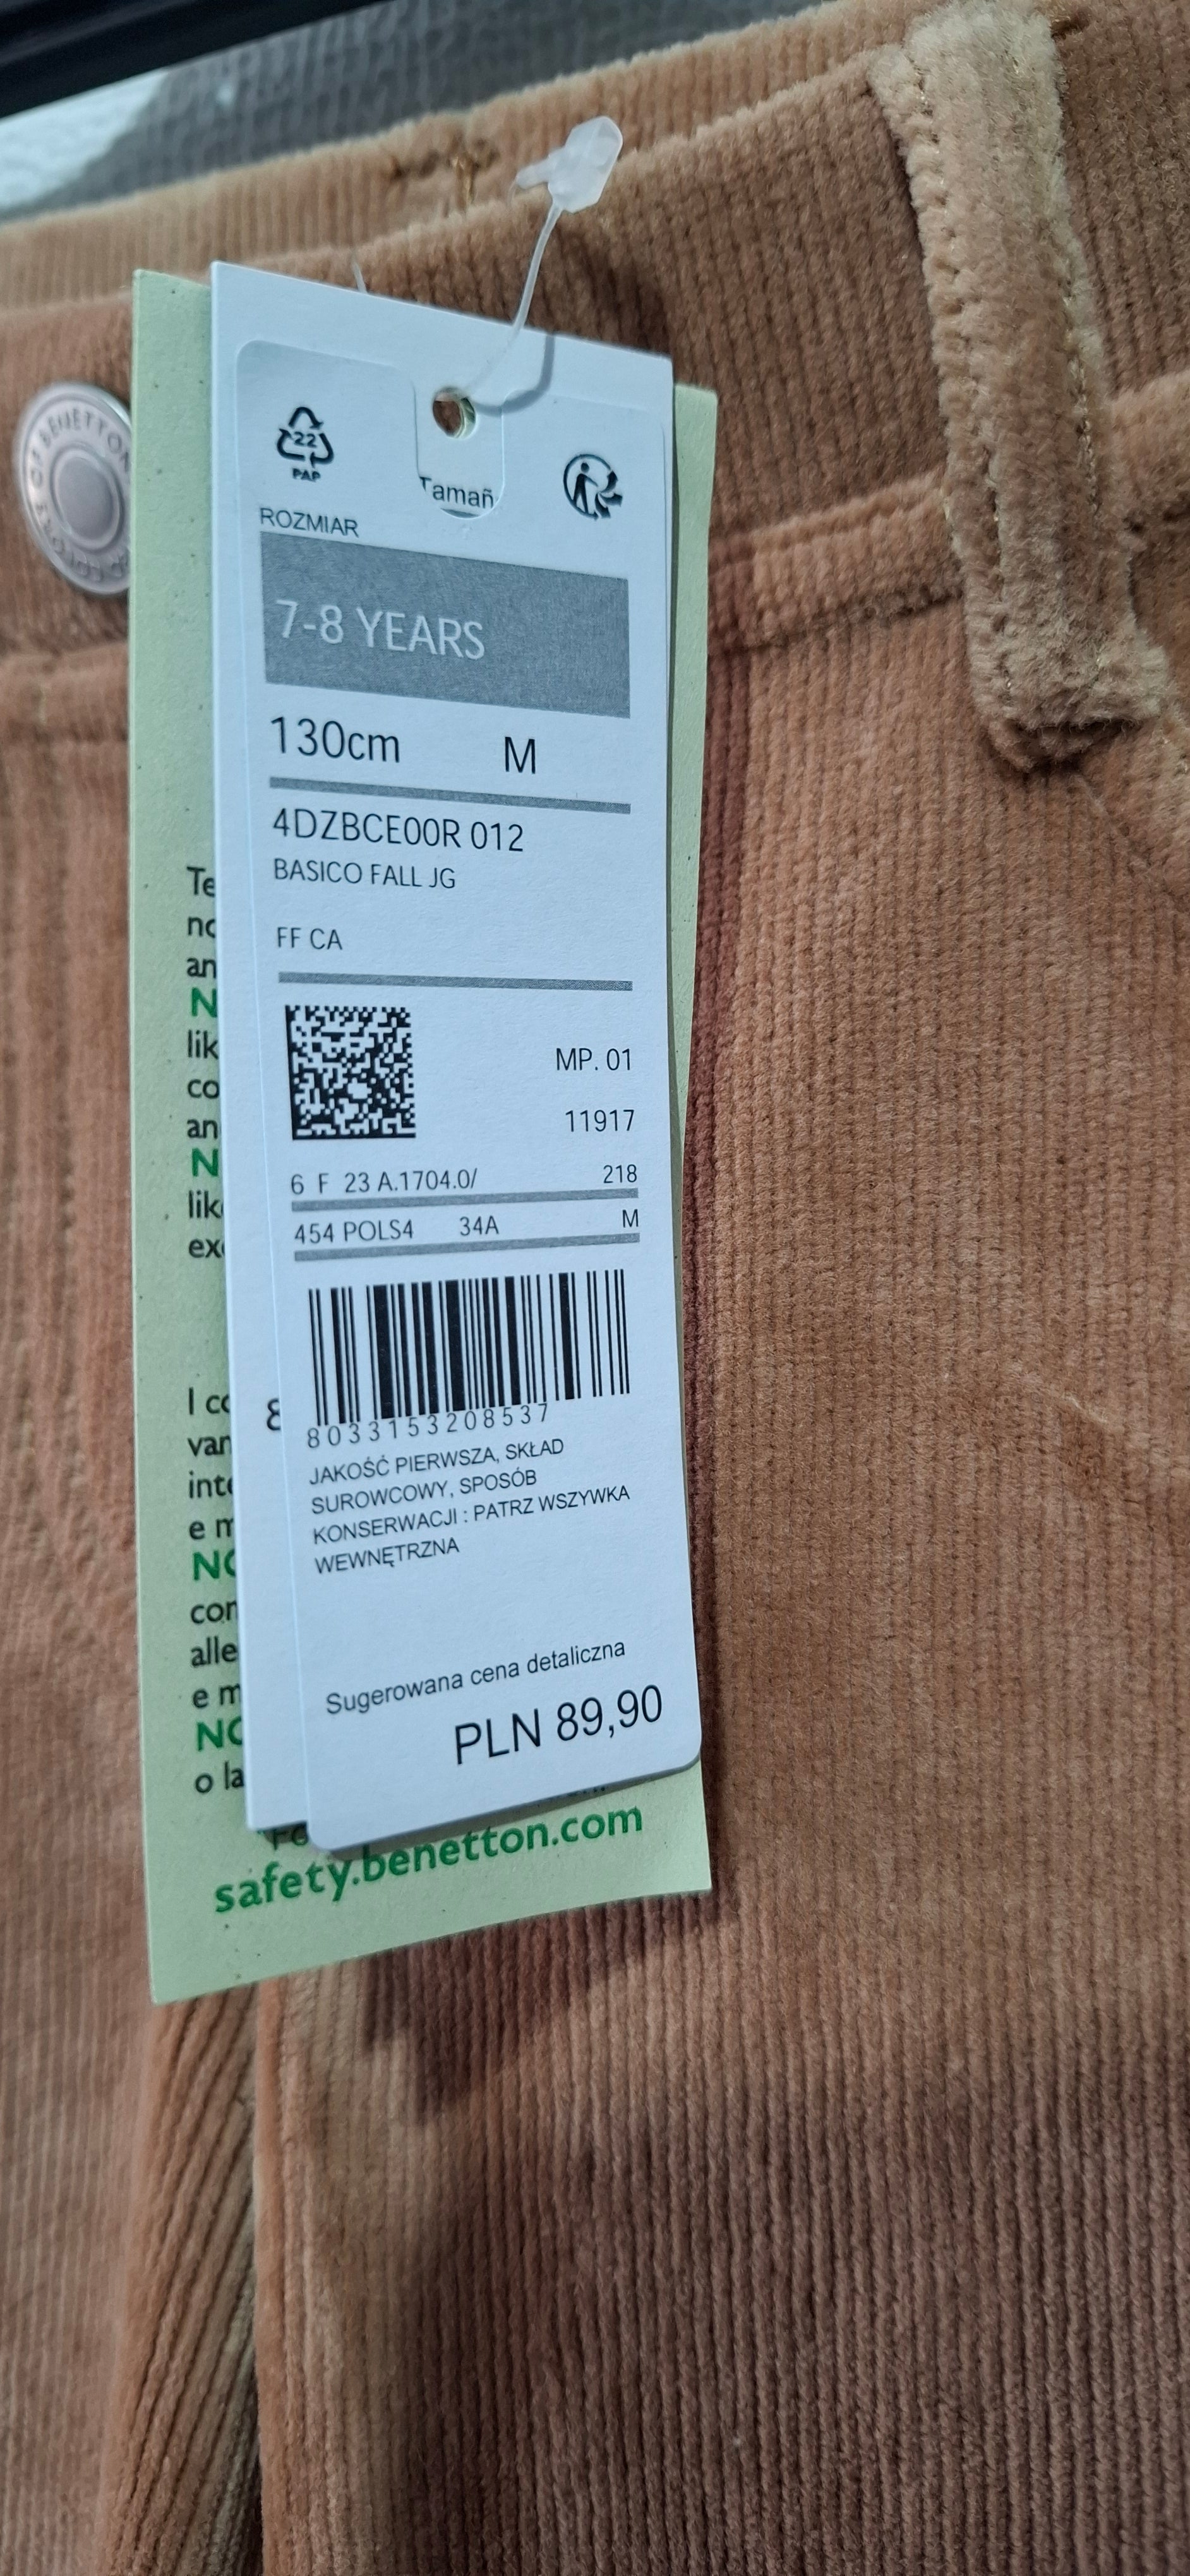 OF BENETTON
22
PAP
Tamañ
ROZMIAR
7-8 YEARS
130cm M
4DZBCE00R 012
BASICO FALL JG
FF CA
MP. 01
11917
6 F 23 A.1704.0/ 218
454 POLS4 34A M
8033153208537
JAKOŚĆ PIERWSZA, SKŁAD
SUROWCOWY, SPOSÓB
KONSERWACJI : PATRZ WSZYWKA
WEWNĘTRZNA
Sugerowana cena detaliczna
PLN 89,90
safety.benetton.com